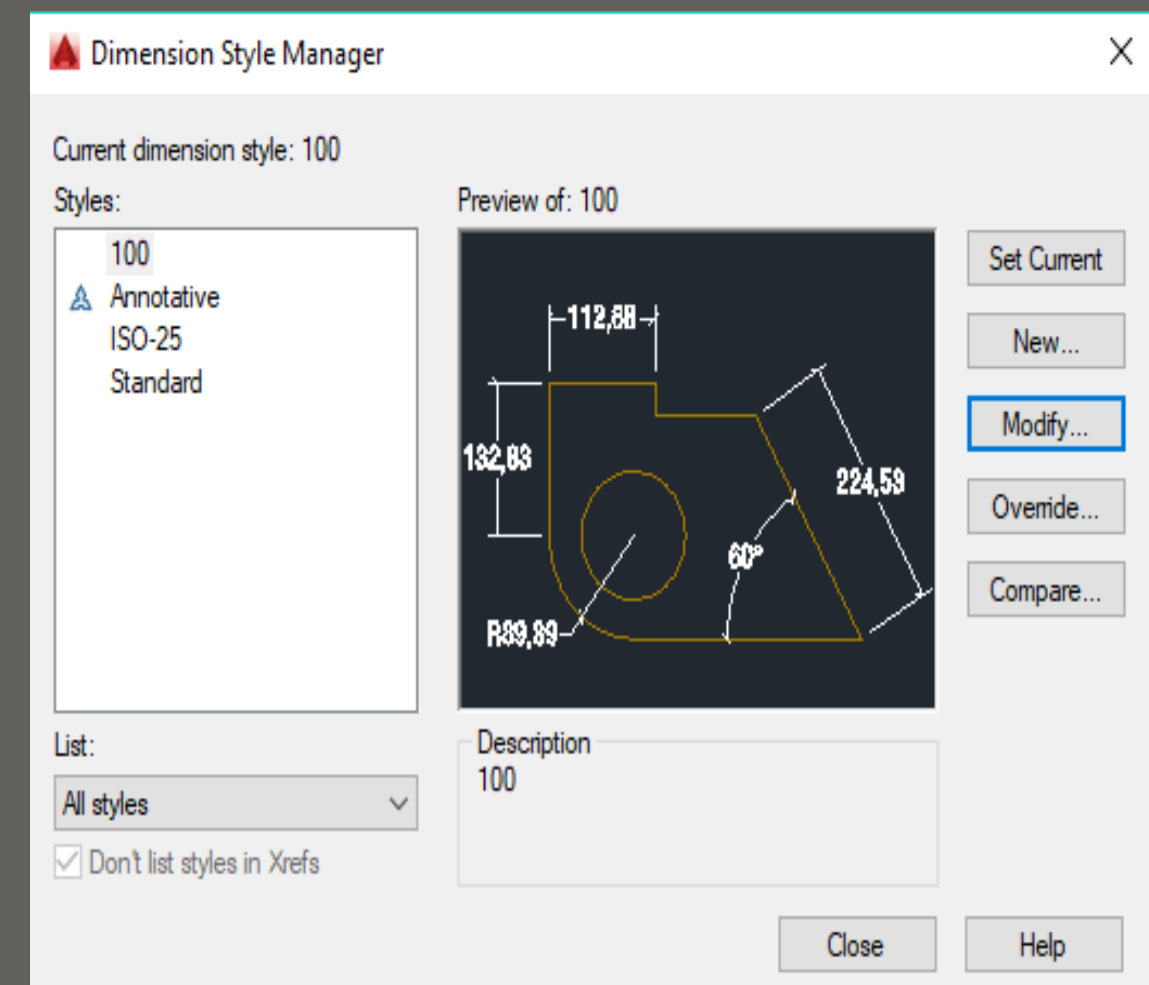 Dimension Style Manager
Current dimension style: 100
Styles:
100
Annotative
ISO-25
Standard
List:
All styles
Don't list styles in Xrefs
Preview of: 100
112,88
132,83
224,59
60°
R89,89
Description
100
Set Current
New...
Modify...
Override...
Compare...
Close
Help